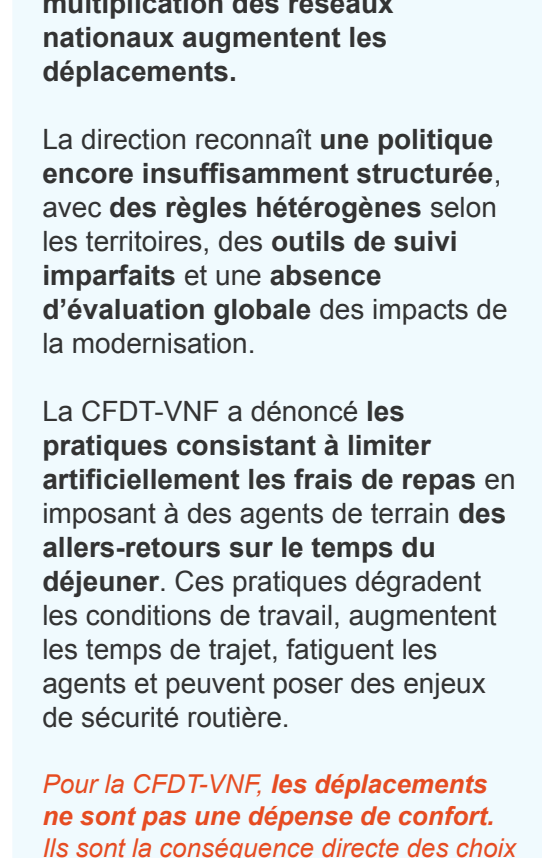 multiplication des réseaux
nationaux augmentent les
déplacements.
La direction reconnaît une politique
encore insuffisamment structurée,
avec des règles hétérogènes selon
les territoires, des outils de suivi
imparfaits et une absence
d’évaluation globale des impacts de
la modernisation.
La CFDT-VNF a dénoncé les
pratiques consistant à limiter
artificiellement les frais de repas en
imposant à des agents de terrain des
allers-retours sur le temps du
déjeuner. Ces pratiques dégradent
les conditions de travail, augmentent
les temps de trajet, fatiguent les
agents et peuvent poser des enjeux
de sécurité routière.
Pour la CFDT-VNF, les déplacements
ne sont pas une dépense de confort.
Ils sont la conséquence directe des choix